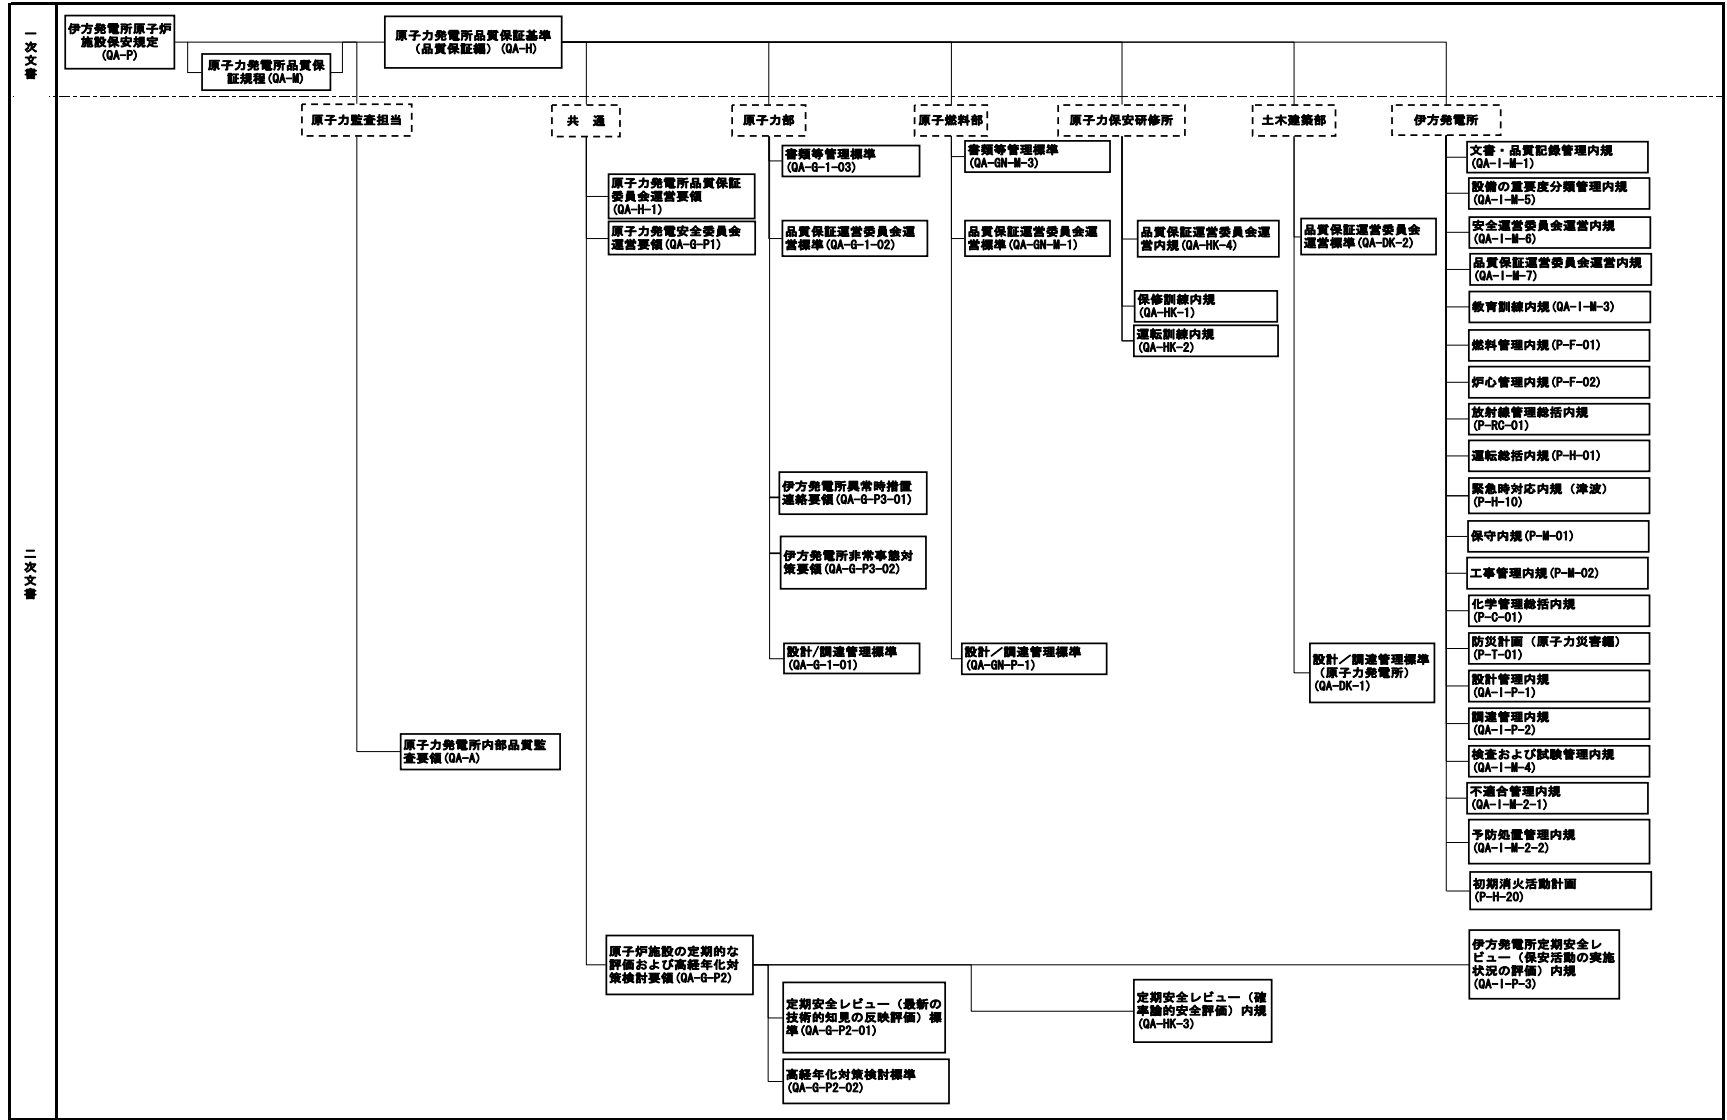 一次文書
伊方発電所原子炉
施設保安規定
(QA-P)
原子力発電所品質保
証規程(QA-M)
原子力発電所品質保証基準
（品質保証編）(QA-H)
原子力監査担当
共　通
原子力部
原子燃料部
原子力保安研修所
土木建築部
伊方発電所
二次文書
原子力発電所内部品質監
査要領(QA-A)
原子力発電所品質保証
委員会運営要領
(QA-H-1)
原子力発電安全委員会
運営要領(QA-G-P1)
原子炉施設の定期的な
評価および高経年化対
策検討要領(QA-G-P2)
書類等管理標準
(QA-G-1-03)
品質保証運営委員会運
営標準(QA-G-1-02)
伊方発電所異常時措置
連絡要領(QA-G-P3-01)
伊方発電所非常事態対
策要領(QA-G-P3-02)
設計/調達管理標準
(QA-G-1-01)
定期安全レビュー（最新の
技術的知見の反映評価）標
準(QA-G-P2-01)
高経年化対策検討標準
(QA-G-P2-02)
書類等管理標準
(QA-GN-M-3)
品質保証運営委員会運
営標準(QA-GN-M-1)
設計／調達管理標準
(QA-GN-P-1)
品質保証運営委員会運
営内規(QA-HK-4)
保修訓練内規
(QA-HK-1)
運転訓練内規
(QA-HK-2)
定期安全レビュー（確
率論的安全評価）内規
(QA-HK-3)
品質保証運営委員会
運営標準(QA-DK-2)
設計／調達管理標準
（原子力発電所）
(QA-DK-1)
文書・品質記録管理内規
(QA-I-M-1)
設備の重要度分類管理内規
(QA-I-M-5)
安全運営委員会運営内規
(QA-I-M-6)
品質保証運営委員会運営内規
(QA-I-M-7)
教育訓練内規(QA-I-M-3)
燃料管理内規(P-F-01)
炉心管理内規(P-F-02)
放射線管理総括内規
(P-RC-01)
運転総括内規(P-H-01)
緊急時対応内規（津波）
(P-H-10)
保守内規(P-M-01)
工事管理内規(P-M-02)
化学管理総括内規
(P-C-01)
防災計画（原子力災害編）
(P-T-01)
設計管理内規
(QA-I-P-1)
調達管理内規
(QA-I-P-2)
検査および試験管理内規
(QA-I-M-4)
不適合管理内規
(QA-I-M-2-1)
予防処置管理内規
(QA-I-M-2-2)
初期消火活動計画
(P-H-20)
伊方発電所定期安全レ
ビュー（保安活動の実施
状況の評価）内規
(QA-I-P-3)